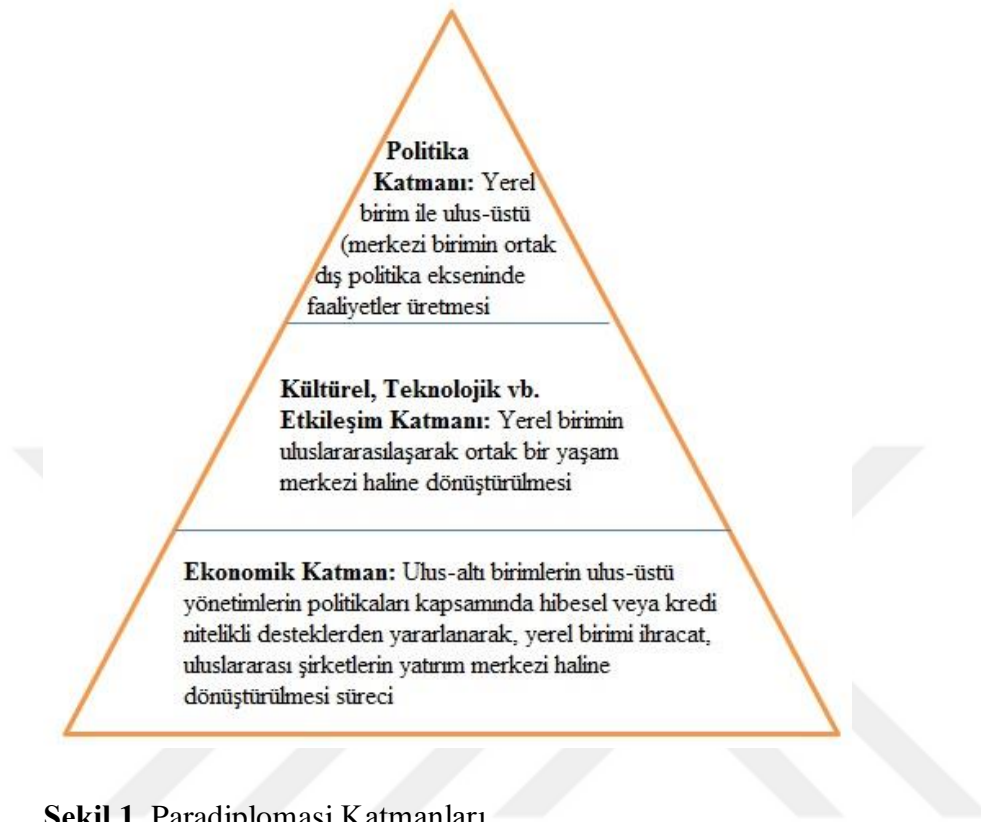 Politika
Katmanı: Yerel
birim ile ulus-üstü
(merkezi birimin ortak
dış politika ekseninde
faaliyetler üretmesi
Kültürel, Teknolojik vb.
Etkileşim Katmanı: Yerel birimin
uluslararasılaşarak ortak bir yaşam
merkezi haline dönüştürülmesi
Ekonomik Katman: Ulus-altı birimlerin ulus-üstü
yönetimlerin politikaları kapsamında hibesel veya kredi
nitelikli desteklerden yararlanarak, yerel birimi ihracat,
uluslararası şirketlerin yatırım merkezi haline
dönüştürülmesi süreci
Şekil 1. Paradiplomasi Katmanları